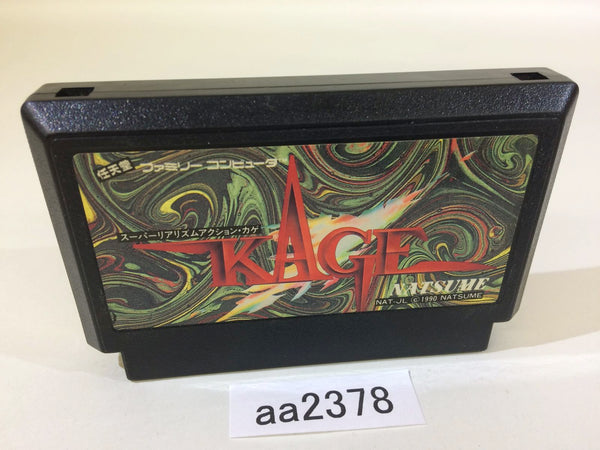 任天堂 ファミリーコンピュータ
スーパーリアリズムアクション・カゲ
KAGE
NATSUME
NAT-JL © 1990 NATSUME
aa2378